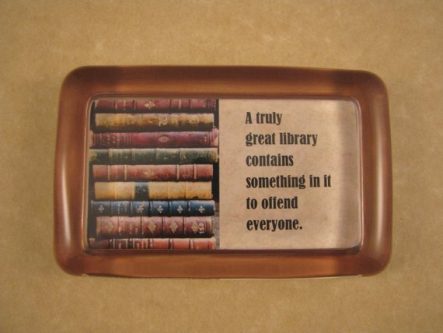 A truly
great library
contains
something in it
to offend
everyone.